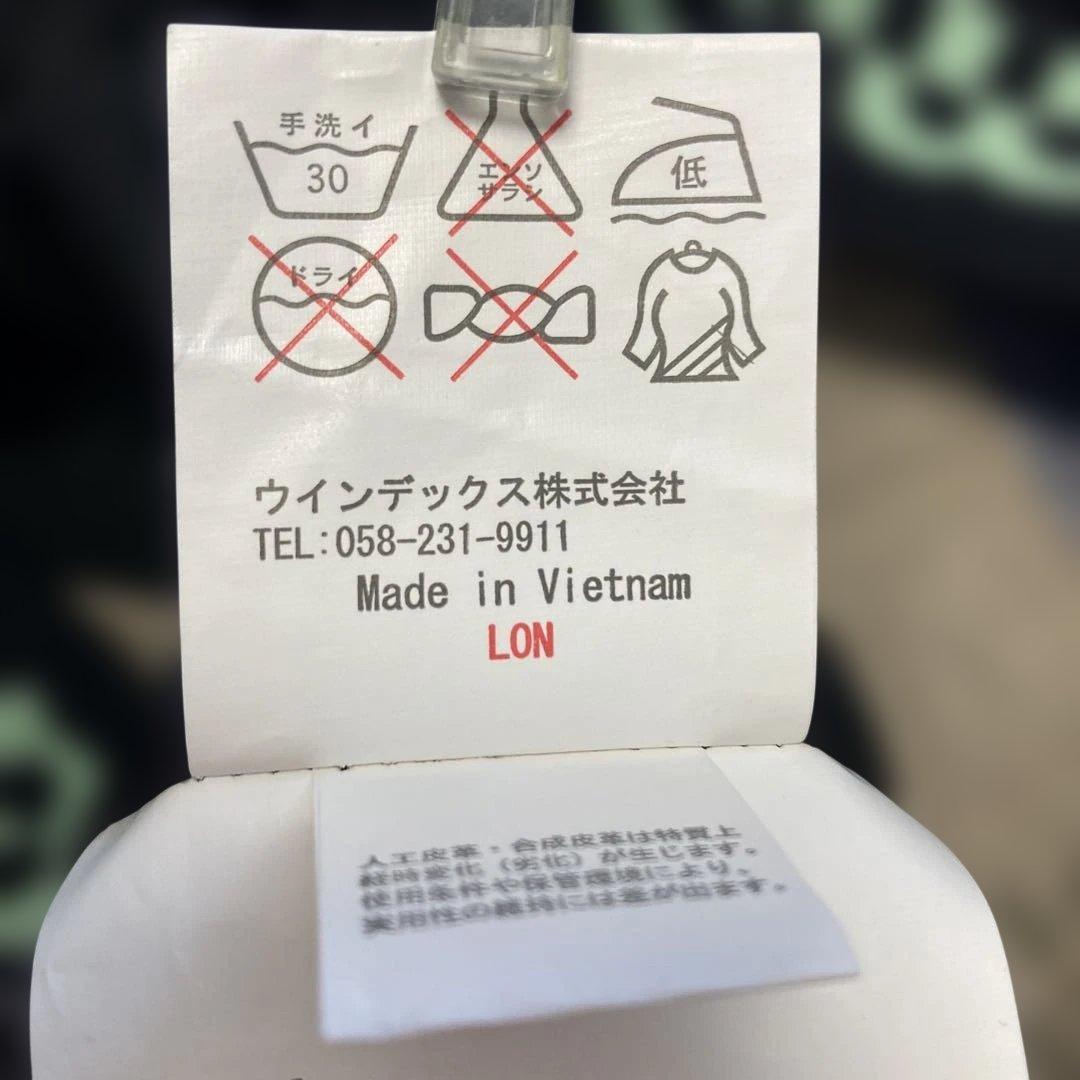 手洗イ
30
エンソ
サラシ
低
ドライ
ウインデックス株式会社
TEL:058-231-9911
Made in Vietnam
LON
人工皮革・合成皮革は特質上
経時変化（劣化）が生じます。
使用条件や保管環境により、
実用性の維持には差が出ます。